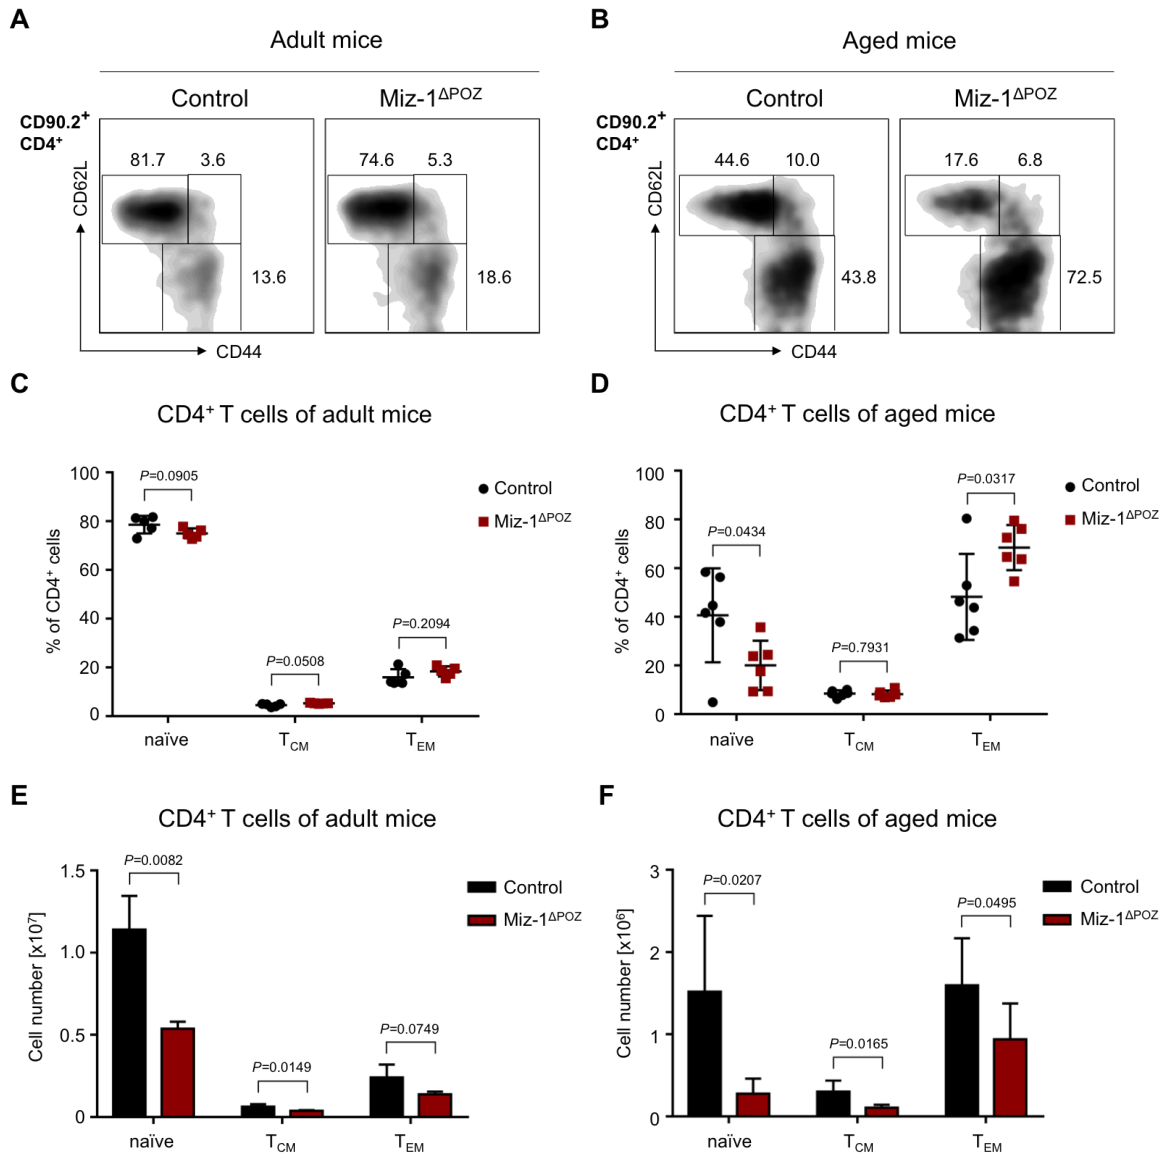 A
Adult mice
Control
Miz-1ΔPOZ
CD90.2+
CD4+
CD62L
81.7
3.6
74.6
5.3
13.6
18.6
CD44
B
Aged mice
Control
Miz-1ΔPOZ
CD90.2+
CD4+
CD62L
44.6
10.0
17.6
6.8
43.8
72.5
CD44
C
CD4+ T cells of adult mice
% of CD4+ cells
100
80
60
40
20
0
P=0.0905
P=0.0508
P=0.2094
Control
Miz-1ΔPOZ
naïve
TCM
TEM
D
CD4+ T cells of aged mice
% of CD4+ cells
100
80
60
40
20
0
P=0.0434
P=0.7931
P=0.0317
Control
Miz-1ΔPOZ
naïve
TCM
TEM
E
CD4+ T cells of adult mice
Cell number [x10⁷]
1.5
1.0
0.5
0
P=0.0082
P=0.0149
P=0.0749
Control
Miz-1ΔPOZ
naïve
TCM
TEM
F
CD4+ T cells of aged mice
Cell number [x10⁶]
3
2
1
0
P=0.0207
P=0.0165
P=0.0495
Control
Miz-1ΔPOZ
naïve
TCM
TEM